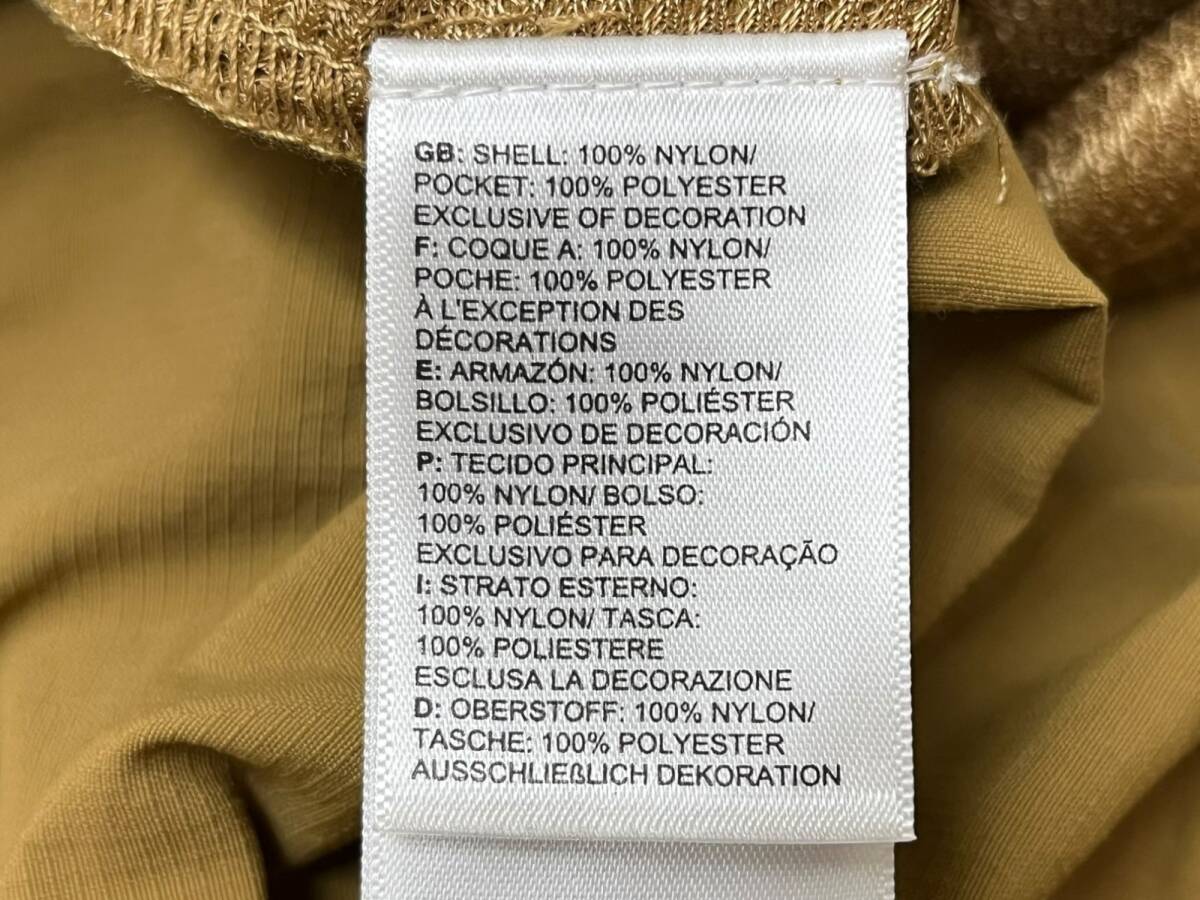 GB: SHELL: 100% NYLON/
POCKET: 100% POLYESTER
EXCLUSIVE OF DECORATION
F: COQUE A: 100% NYLON/
POCHE: 100% POLYESTER
À L'EXCEPTION DES
DÉCORATIONS
E: ARMAZÓN: 100% NYLON/
BOLSILLO: 100% POLIÉSTER
EXCLUSIVO DE DECORACIÓN
P: TECIDO PRINCIPAL:
100% NYLON/ BOLSO:
100% POLIÉSTER
EXCLUSIVO PARA DECORAÇÃO
I: STRATO ESTERNO:
100% NYLON/ TASCA:
100% POLIESTERE
ESCLUSA LA DECORAZIONE
D: OBERSTOFF: 100% NYLON/
TASCHE: 100% POLYESTER
AUSSCHLIEßLICH DEKORATION